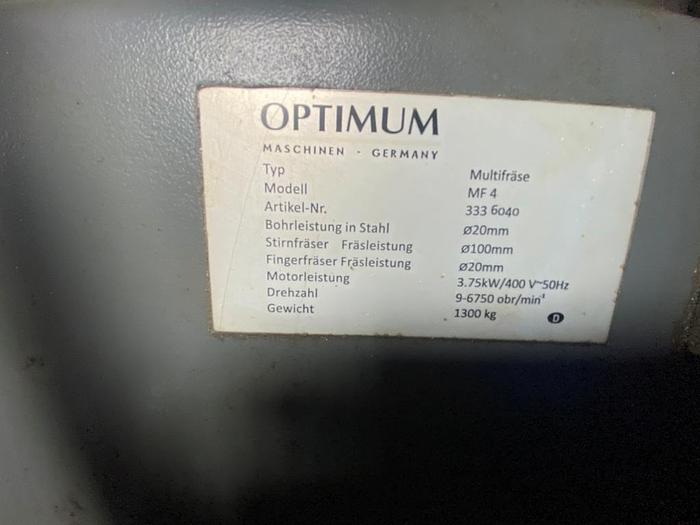 OPTIMUM
MASCHINEN - GERMANY
Typ Multifräse
Modell MF 4
Artikel-Nr. 333 6040
Bohrleistung in Stahl ø20mm
Stirnfräser Fräsleistung ø100mm
Fingerfräser Fräsleistung ø20mm
Motorleistung 3.75kW/400 V~50Hz
Drehzahl 9-6750 obr/min⁻¹
Gewicht 1300 kg D